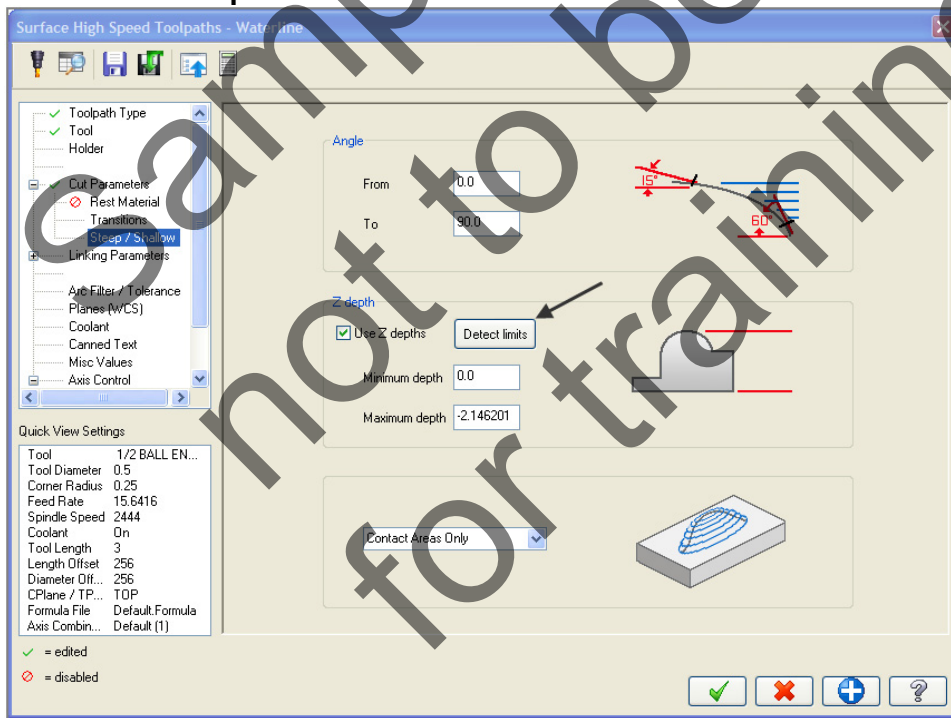 Surface High Speed Toolpaths - Waterline
Toolpath Type
Tool
Holder
Cut Parameters
Rest Material
Transitions
Steep / Shallow
Linking Parameters
Arc Filter / Tolerance
Planes (WCS)
Coolant
Canned Text
Misc Values
Axis Control
Quick View Settings
Tool 1/2 BALL EN...
Tool Diameter 0.5
Corner Radius 0.25
Feed Rate 15.6416
Spindle Speed 2444
Coolant On
Tool Length 3
Length Offset 256
Diameter Off... 256
CPlane / TP... TOP
Formula File Default.Formula
Axis Combin... Default (1)
= edited
= disabled
Angle
From 0.0
To 90.0
15°
60°
Z depth
Use Z depths Detect limits
Minimum depth 0.0
Maximum depth -2.146201
Contact Areas Only
not to be
for training